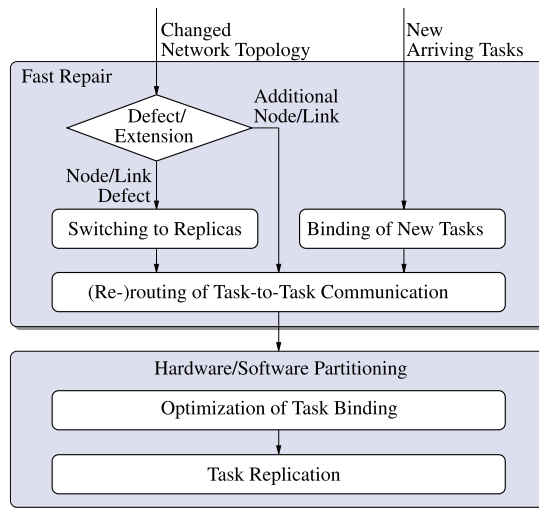 Changed
Network Topology
New
Arriving Tasks
Fast Repair
Defect/
Extension
Additional
Node/Link
Node/Link
Defect
Switching to Replicas
Binding of New Tasks
(Re-)routing of Task-to-Task Communication
Hardware/Software Partitioning
Optimization of Task Binding
Task Replication